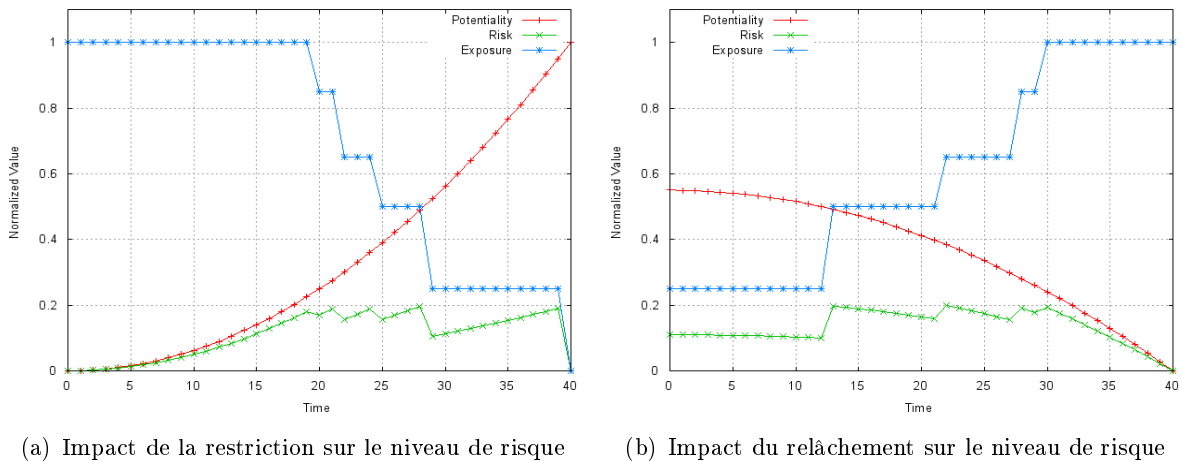 Potentiality
Risk
Exposure
1
0.8
0.6
0.4
0.2
0
Normalized Value
0 5 10 15 20 25 30 35 40
Time
(a) Impact de la restriction sur le niveau de risque
Potentiality
Risk
Exposure
1
0.8
0.6
0.4
0.2
0
Normalized Value
0 5 10 15 20 25 30 35 40
Time
(b) Impact du relâchement sur le niveau de risque